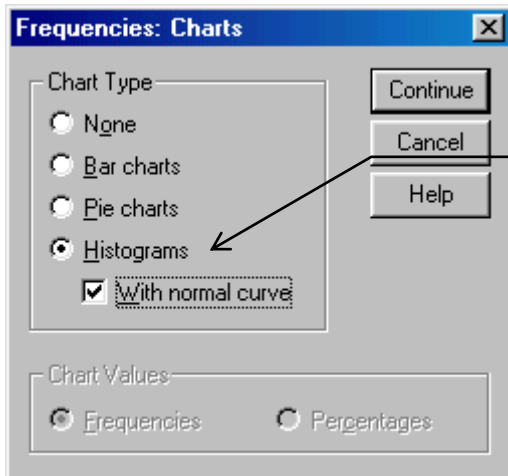 Frequencies: Charts
Chart Type
None
Bar charts
Pie charts
Histograms
With normal curve
Continue
Cancel
Help
Chart Values
Frequencies
Percentages